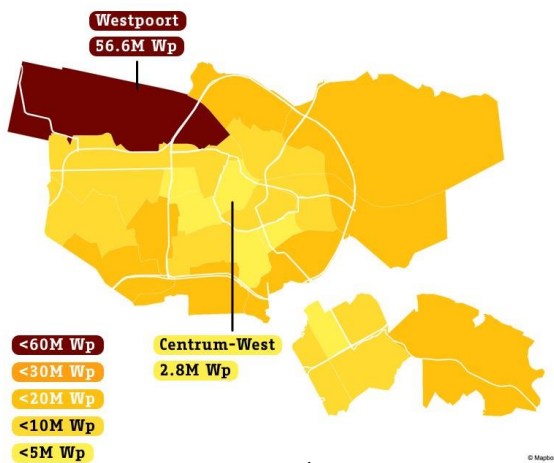 Westpoort
56.6M Wp
<60M Wp
<30M Wp
<20M Wp
<10M Wp
<5M Wp
Centrum-West
2.8M Wp
© Mapbo